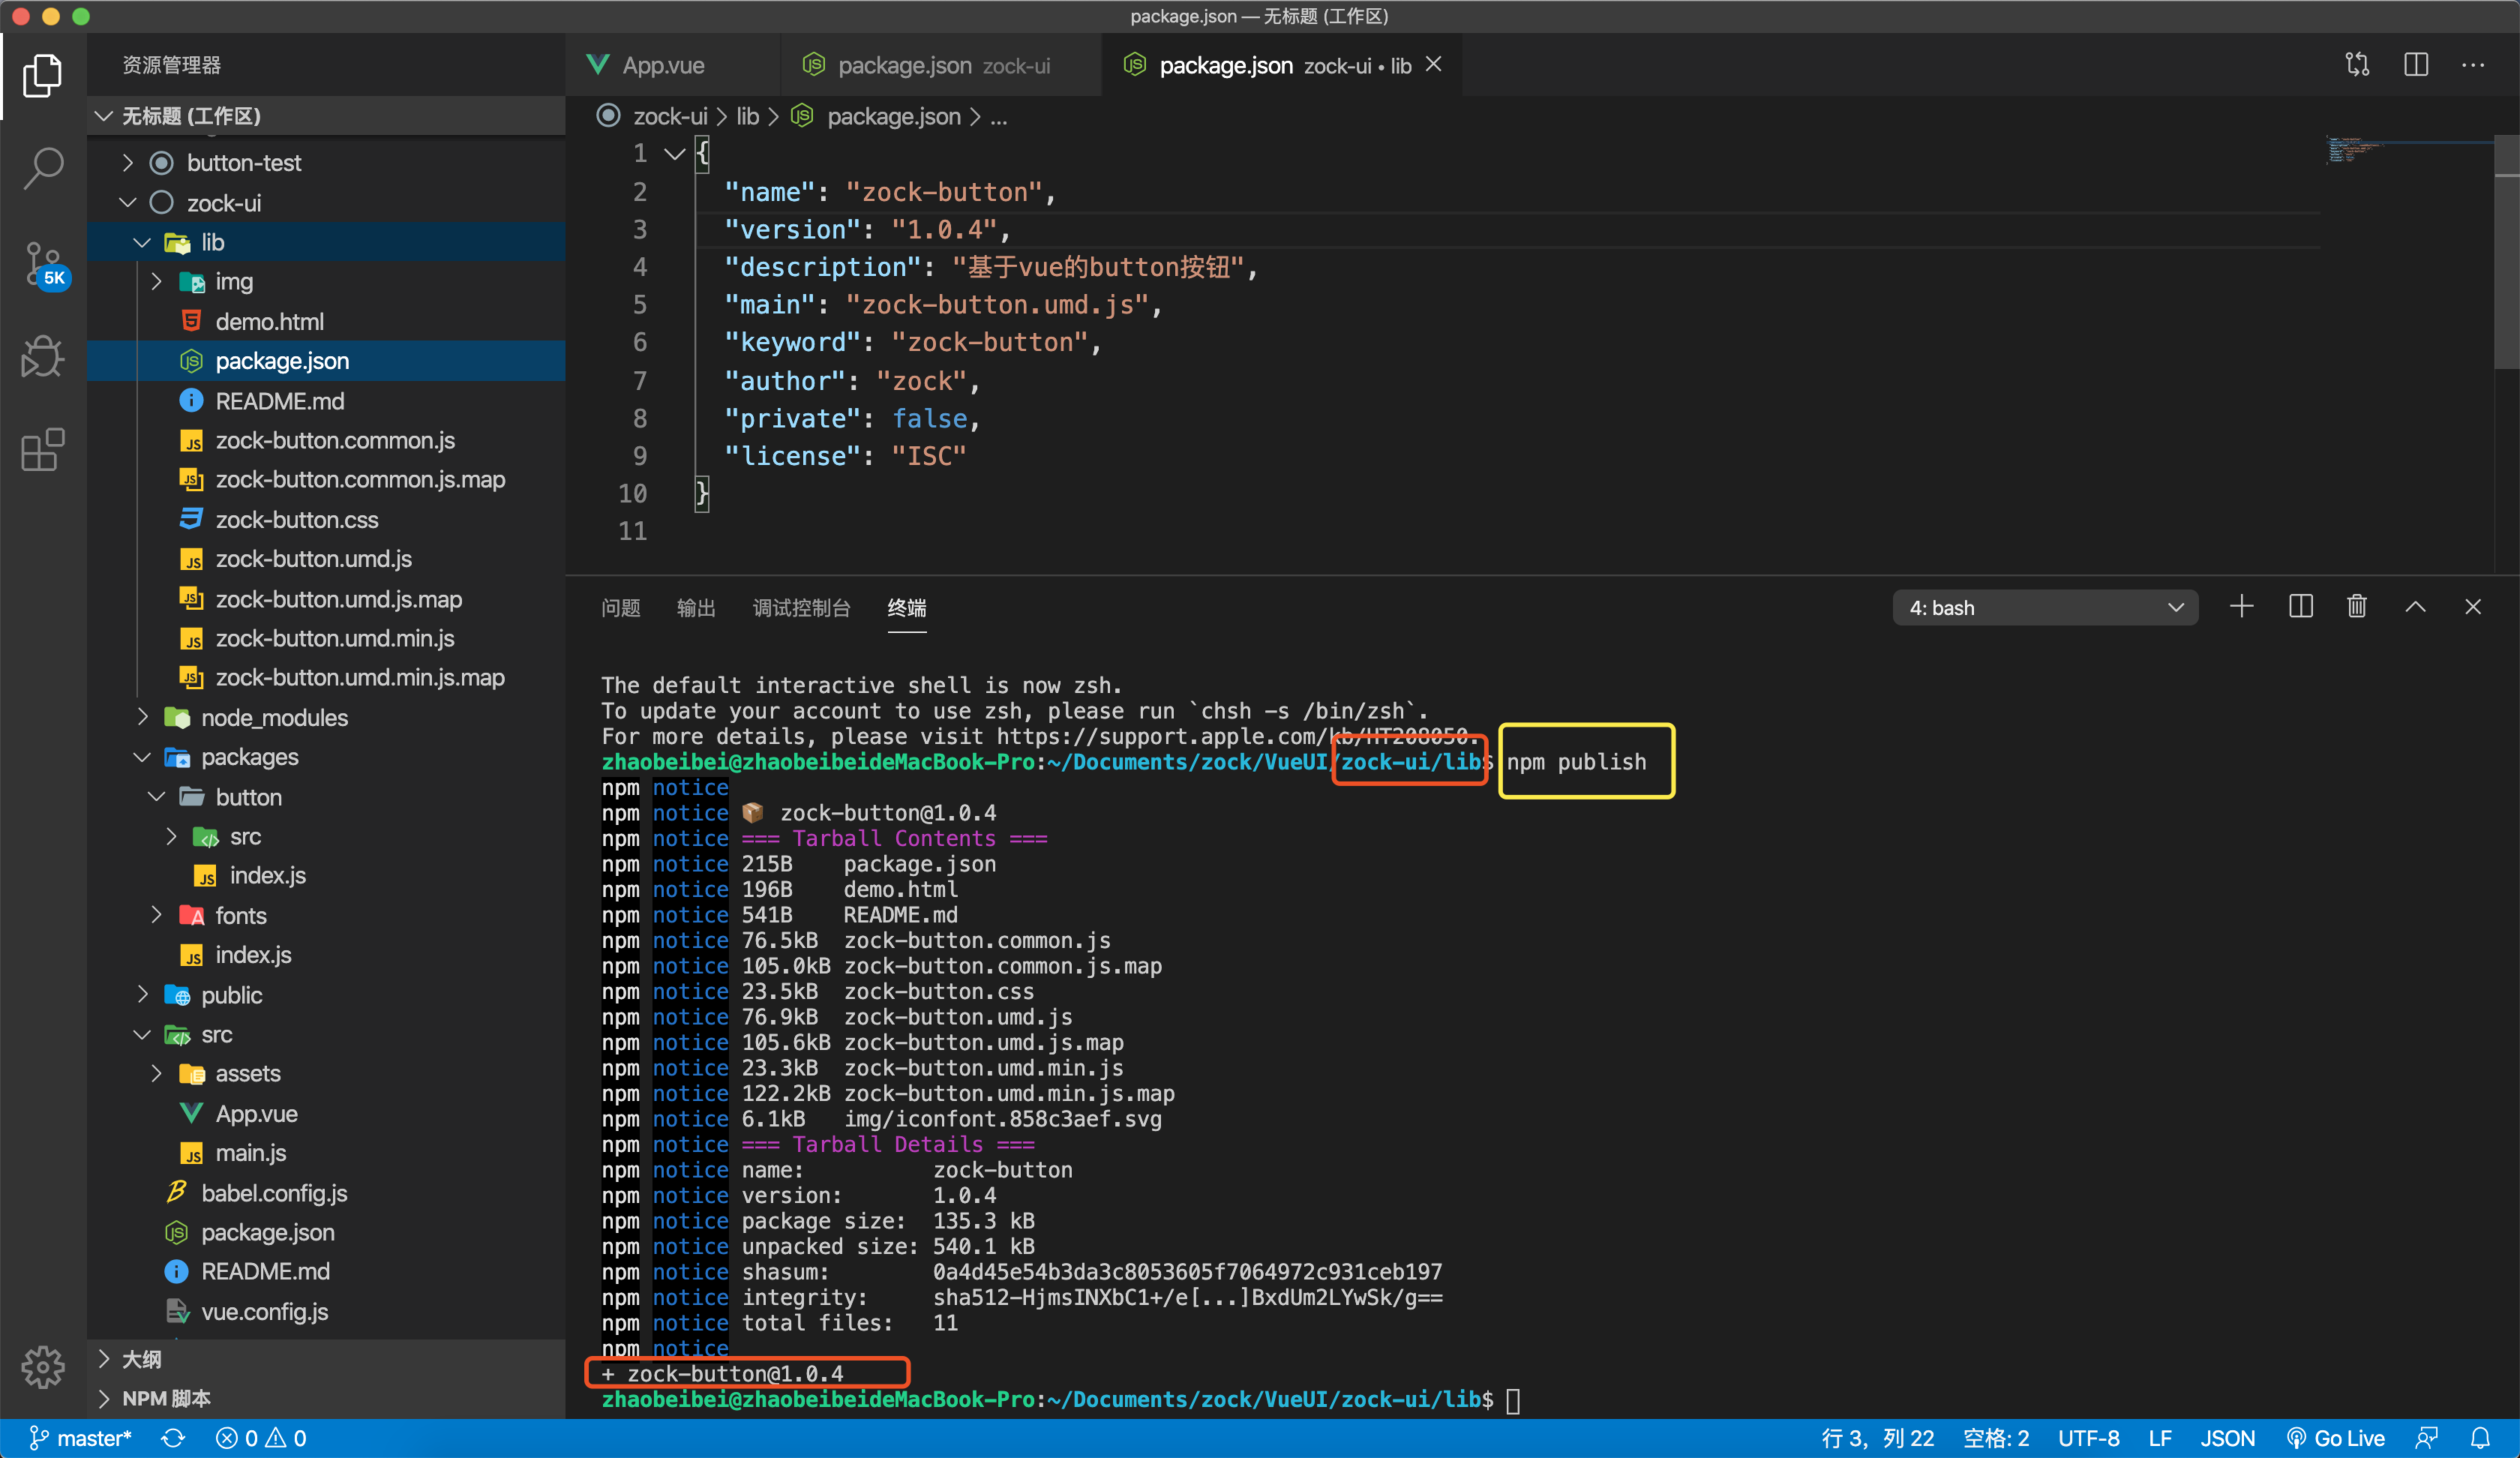 package.json — 无标题 (工作区)
资源管理器
App.vue
package.json zock-ui
package.json zock-ui • lib
无标题 (工作区)
button-test
zock-ui
lib
img
demo.html
package.json
README.md
zock-button.common.js
zock-button.common.js.map
zock-button.css
zock-button.umd.js
zock-button.umd.js.map
zock-button.umd.min.js
zock-button.umd.min.js.map
node_modules
packages
button
src
index.js
fonts
index.js
public
src
assets
App.vue
main.js
babel.config.js
package.json
README.md
vue.config.js
大纲
NPM 脚本
5K
zock-ui > lib > package.json > ...
1 {
2 "name": "zock-button",
3 "version": "1.0.4",
4 "description": "基于vue的button按钮",
5 "main": "zock-button.umd.js",
6 "keyword": "zock-button",
7 "author": "zock",
8 "private": false,
9 "license": "ISC"
10 }
11
问题 输出 调试控制台 终端
4: bash
The default interactive shell is now zsh.
To update your account to use zsh, please run `chsh -s /bin/zsh`.
For more details, please visit https://support.apple.com/kb/HT208050.
zhaobeibei@zhaobeibeideMacBook-Pro:~/Documents/zock/VueUI/zock-ui/lib$ npm publish
npm notice
npm notice 📦 zock-button@1.0.4
npm notice === Tarball Contents ===
npm notice 215B package.json
npm notice 196B demo.html
npm notice 541B README.md
npm notice 76.5kB zock-button.common.js
npm notice 105.0kB zock-button.common.js.map
npm notice 23.5kB zock-button.css
npm notice 76.9kB zock-button.umd.js
npm notice 105.6kB zock-button.umd.js.map
npm notice 23.3kB zock-button.umd.min.js
npm notice 122.2kB zock-button.umd.min.js.map
npm notice 6.1kB img/iconfont.858c3aef.svg
npm notice === Tarball Details ===
npm notice name: zock-button
npm notice version: 1.0.4
npm notice package size: 135.3 kB
npm notice unpacked size: 540.1 kB
npm notice shasum: 0a4d45e54b3da3c8053605f7064972c931ceb197
npm notice integrity: sha512-HjmsINXbC1+/e[...]BxdUm2LYwSk/g==
npm notice total files: 11
npm notice
+ zock-button@1.0.4
zhaobeibei@zhaobeibeideMacBook-Pro:~/Documents/zock/VueUI/zock-ui/lib$
master* 0 0 行 3，列 22 空格: 2 UTF-8 LF JSON Go Live